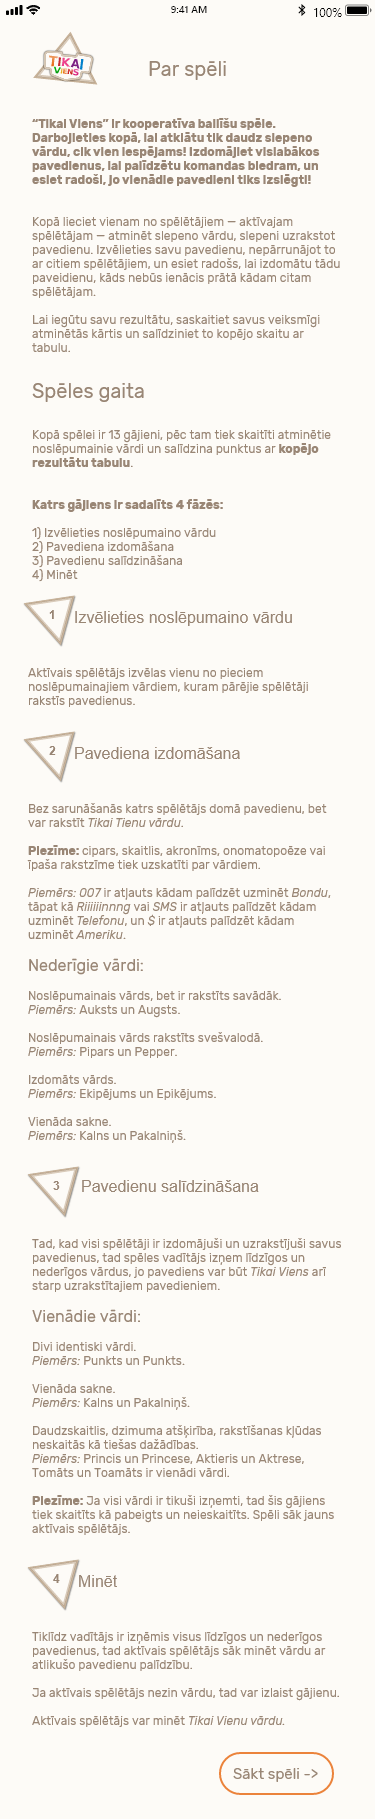 9:41 AM
100%
TIKAI
VIENS
Par spēli
“Tikai Viens” ir kooperatīva ballīšu spēle.
Darbojieties kopā, lai atklātu tik daudz slepeno
vārdu, cik vien iespējams! Izdomājiet vislabākos
pavedienus, lai palīdzētu komandas biedram, un
esiet radoši, jo vienādie pavedieni tiks izslēgti!
Kopā lieciet vienam no spēlētājiem — aktīvajam
spēlētājam — atminēt slepeno vārdu, slepeni uzrakstot
pavedienu. Izvēlieties savu pavedienu, nepārrunājot to
ar citiem spēlētājiem, un esiet radošs, lai izdomātu tādu
paveidienu, kāds nebūs ienācis prātā kādam citam
spēlētājam.
Lai iegūtu savu rezultātu, saskaitiet savus veiksmīgi
atminētās kārtis un salīdziniet to kopējo skaitu ar
tabulu.
Spēles gaita
Kopā spēlei ir 13 gājieni, pēc tam tiek skaitīti atminētie
noslēpumainie vārdi un salīdzina punktus ar kopējo
rezultātu tabulu.
Katrs gājiens ir sadalīts 4 fāzēs:
1) Izvēlieties noslēpumaino vārdu
2) Pavediena izdomāšana
3) Pavedienu salīdzināšana
4) Minēt
1 Izvēlieties noslēpumaino vārdu
Aktīvais spēlētājs izvēlas vienu no pieciem
noslēpumainajiem vārdiem, kuram pārējie spēlētāji
rakstīs pavedienus.
2 Pavediena izdomāšana
Bez sarunāšanās katrs spēlētājs domā pavedienu, bet
var rakstīt Tikai Tienu vārdu.
Piezīme: cipars, skaitlis, akronīms, onomatopoēze vai
īpaša rakstzīme tiek uzskatīti par vārdiem.
Piemērs: 007 ir atļauts kādam palīdzēt uzminēt Bondu,
tāpat kā Riiiiiinnng vai SMS ir atļauts palīdzēt kādam
uzminēt Telefonu, un $ ir atļauts palīdzēt kādam
uzminēt Ameriku.
Nederīgie vārdi:
Noslēpumainais vārds, bet ir rakstīts savādāk.
Piemērs: Auksts un Augsts.
Noslēpumainais vārds rakstīts svešvalodā.
Piemērs: Pipars un Pepper.
Izdomāts vārds.
Piemērs: Ekipējums un Epikējums.
Vienāda sakne.
Piemērs: Kalns un Pakalniņš.
3 Pavedienu salīdzināšana
Tad, kad visi spēlētāji ir izdomājuši un uzrakstījuši savus
pavedienus, tad spēles vadītājs izņem līdzīgos un
nederīgos vārdus, jo pavediens var būt Tikai Viens arī
starp uzrakstītajiem pavedieniem.
Vienādie vārdi:
Divi identiski vārdi.
Piemērs: Punkts un Punkts.
Vienāda sakne.
Piemērs: Kalns un Pakalniņš.
Daudzskaitlis, dzimuma atšķirība, rakstīšanas kļūdas
neskaitās kā tiešas dažādības.
Piemērs: Princis un Princese, Aktieris un Aktrese,
Tomāts un Toamāts ir vienādi vārdi.
Piezīme: Ja visi vārdi ir tikuši izņemti, tad šis gājiens
tiek skaitīts kā pabeigts un neieskaitīts. Spēli sāk jauns
aktīvais spēlētājs.
4 Minēt
Tiklīdz vadītājs ir izņēmis visus līdzīgos un nederīgos
pavedienus, tad aktīvais spēlētājs sāk minēt vārdu ar
atlikušo pavedienu palīdzību.
Ja aktīvais spēlētājs nezin vārdu, tad var izlaist gājienu.
Aktīvais spēlētājs var minēt Tikai Vienu vārdu.
Sākt spēli ->